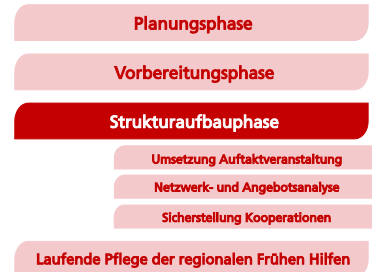 Planungsphase
Vorbereitungsphase
Strukturaufbauphase
Umsetzung Auftaktveranstaltung
Netzwerk- und Angebotsanalyse
Sicherstellung Kooperationen
Laufende Pflege der regionalen Frühen Hilfen